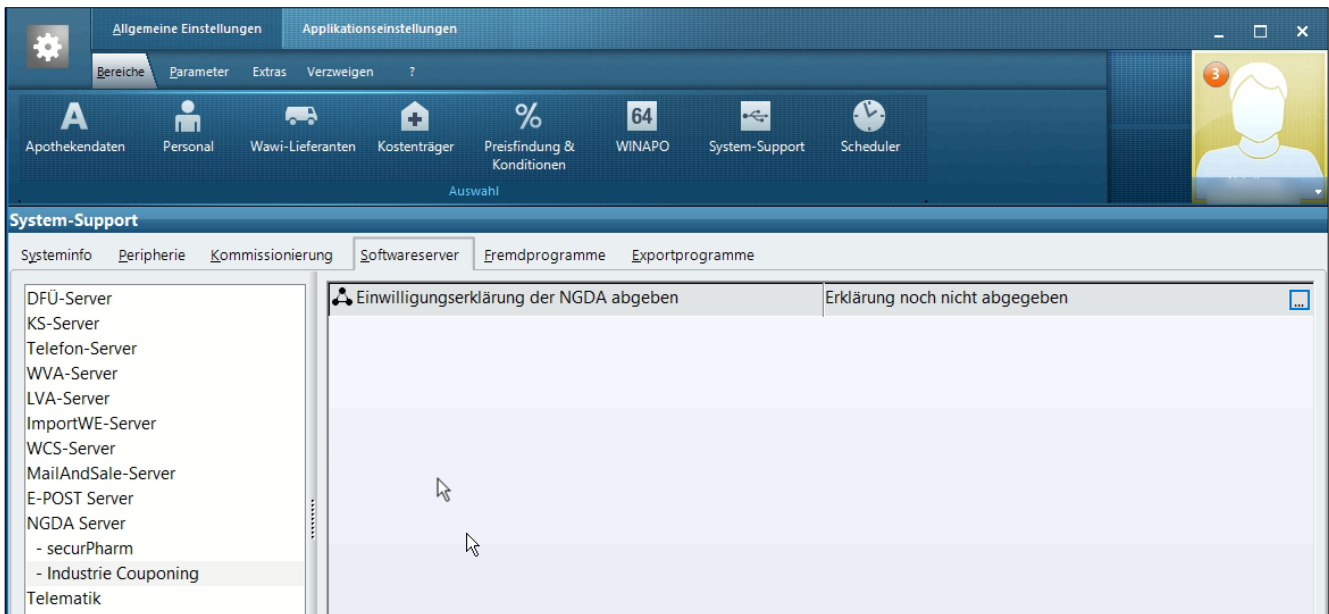 Allgemeine Einstellungen Applikationseinstellungen
Bereiche Parameter Extras Verzweigen ?
3
A 64
Apothekendaten Personal Wawi-Lieferanten Kostenträger Preisfindung & WINAPO System-Support Scheduler
Konditionen
Auswahl
System-Support
Systeminfo Peripherie Kommissionierung Softwareserver Fremdprogramme Exportprogramme
Einwilligungserklärung der NGDA abgeben Erklärung noch nicht abgegeben ...
DFÜ-Server
KS-Server
Telefon-Server
WVA-Server
LVA-Server
ImportWE-Server
WCS-Server
MailAndSale-Server
E-POST Server
NGDA Server
- securPharm
- Industrie Couponing
Telematik